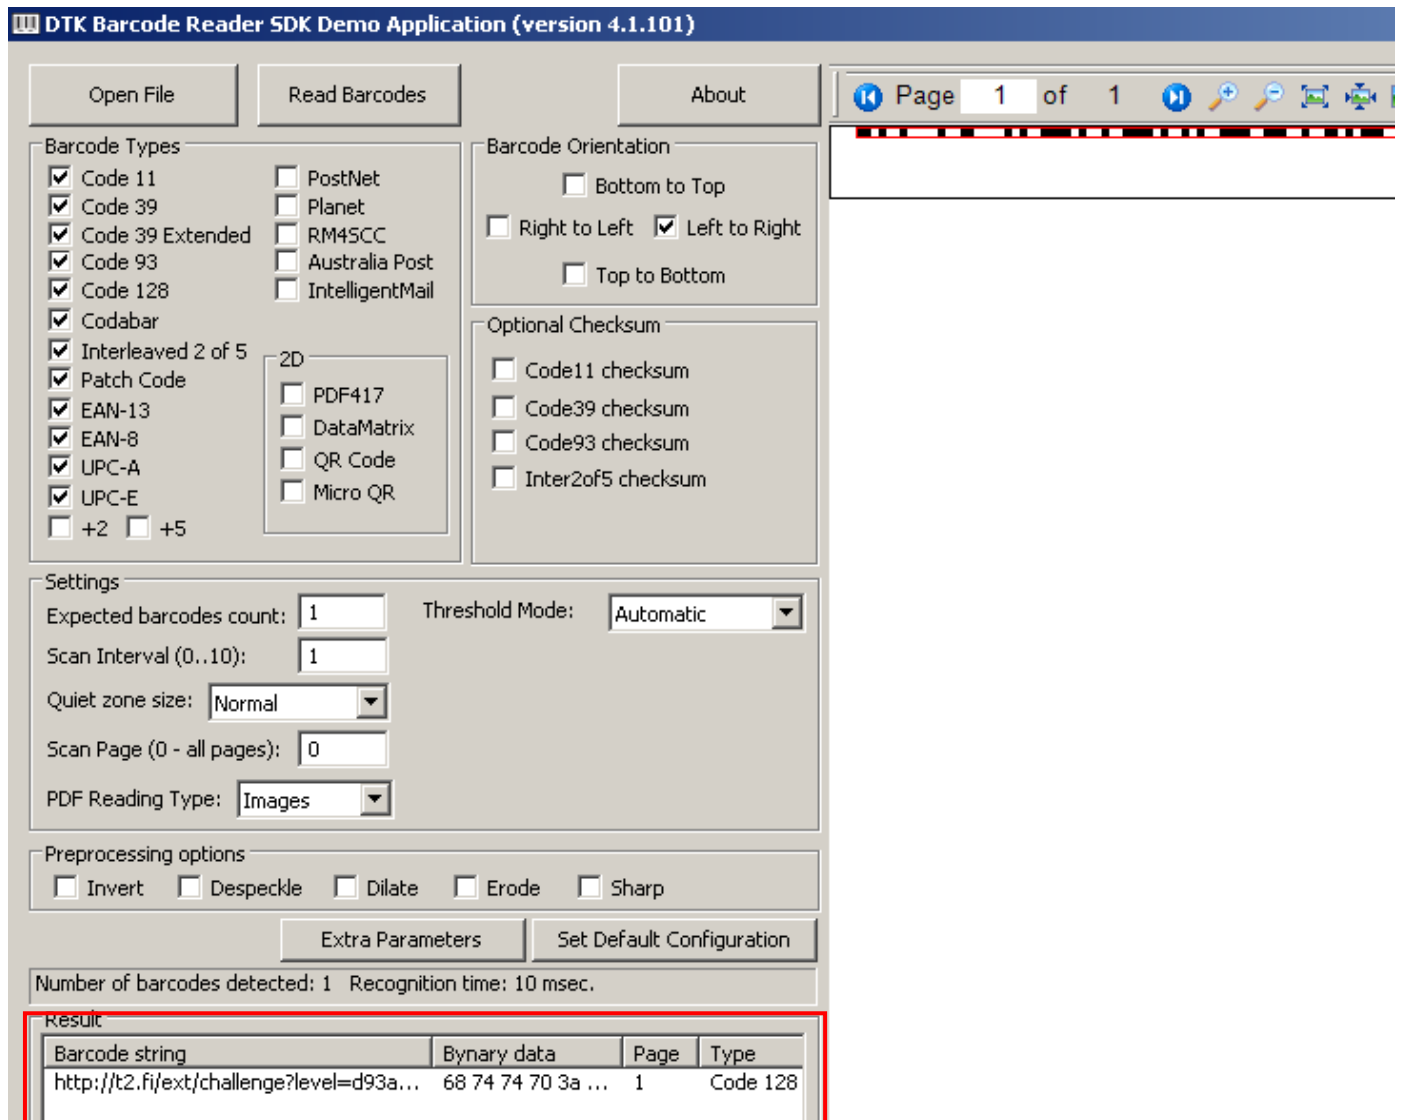 DTK Barcode Reader SDK Demo Application (version 4.1.101)
Open File
Read Barcodes
About
Page 1 of 1
Barcode Types
Code 11
Code 39
Code 39 Extended
Code 93
Code 128
Codabar
Interleaved 2 of 5
Patch Code
EAN-13
EAN-8
UPC-A
UPC-E
+2 +5
PostNet
Planet
RM4SCC
Australia Post
IntelligentMail
2D
PDF417
DataMatrix
QR Code
Micro QR
Barcode Orientation
Bottom to Top
Right to Left Left to Right
Top to Bottom
Optional Checksum
Code11 checksum
Code39 checksum
Code93 checksum
Inter2of5 checksum
Settings
Expected barcodes count: 1
Threshold Mode: Automatic
Scan Interval (0..10): 1
Quiet zone size: Normal
Scan Page (0 - all pages): 0
PDF Reading Type: Images
Preprocessing options
Invert Despeckle Dilate Erode Sharp
Extra Parameters Set Default Configuration
Number of barcodes detected: 1 Recognition time: 10 msec.
Result
Barcode string Bynary data Page Type
http://t2.fi/ext/challenge?level=d93a... 68 74 74 70 3a ... 1 Code 128